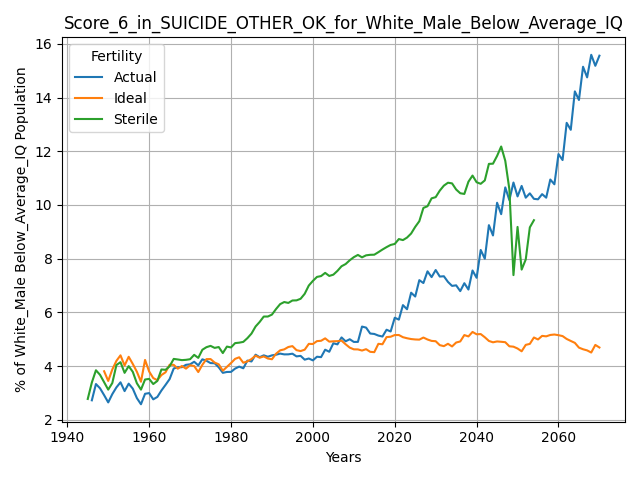 Score_6_in_SUICIDE_OTHER_OK_for_White_Male_Below_Average_IQ
% of White_Male Below_Average_IQ Population
16
14
12
10
8
6
4
2
Fertility
Actual
Ideal
Sterile
1940 1960 1980 2000 2020 2040 2060
Years